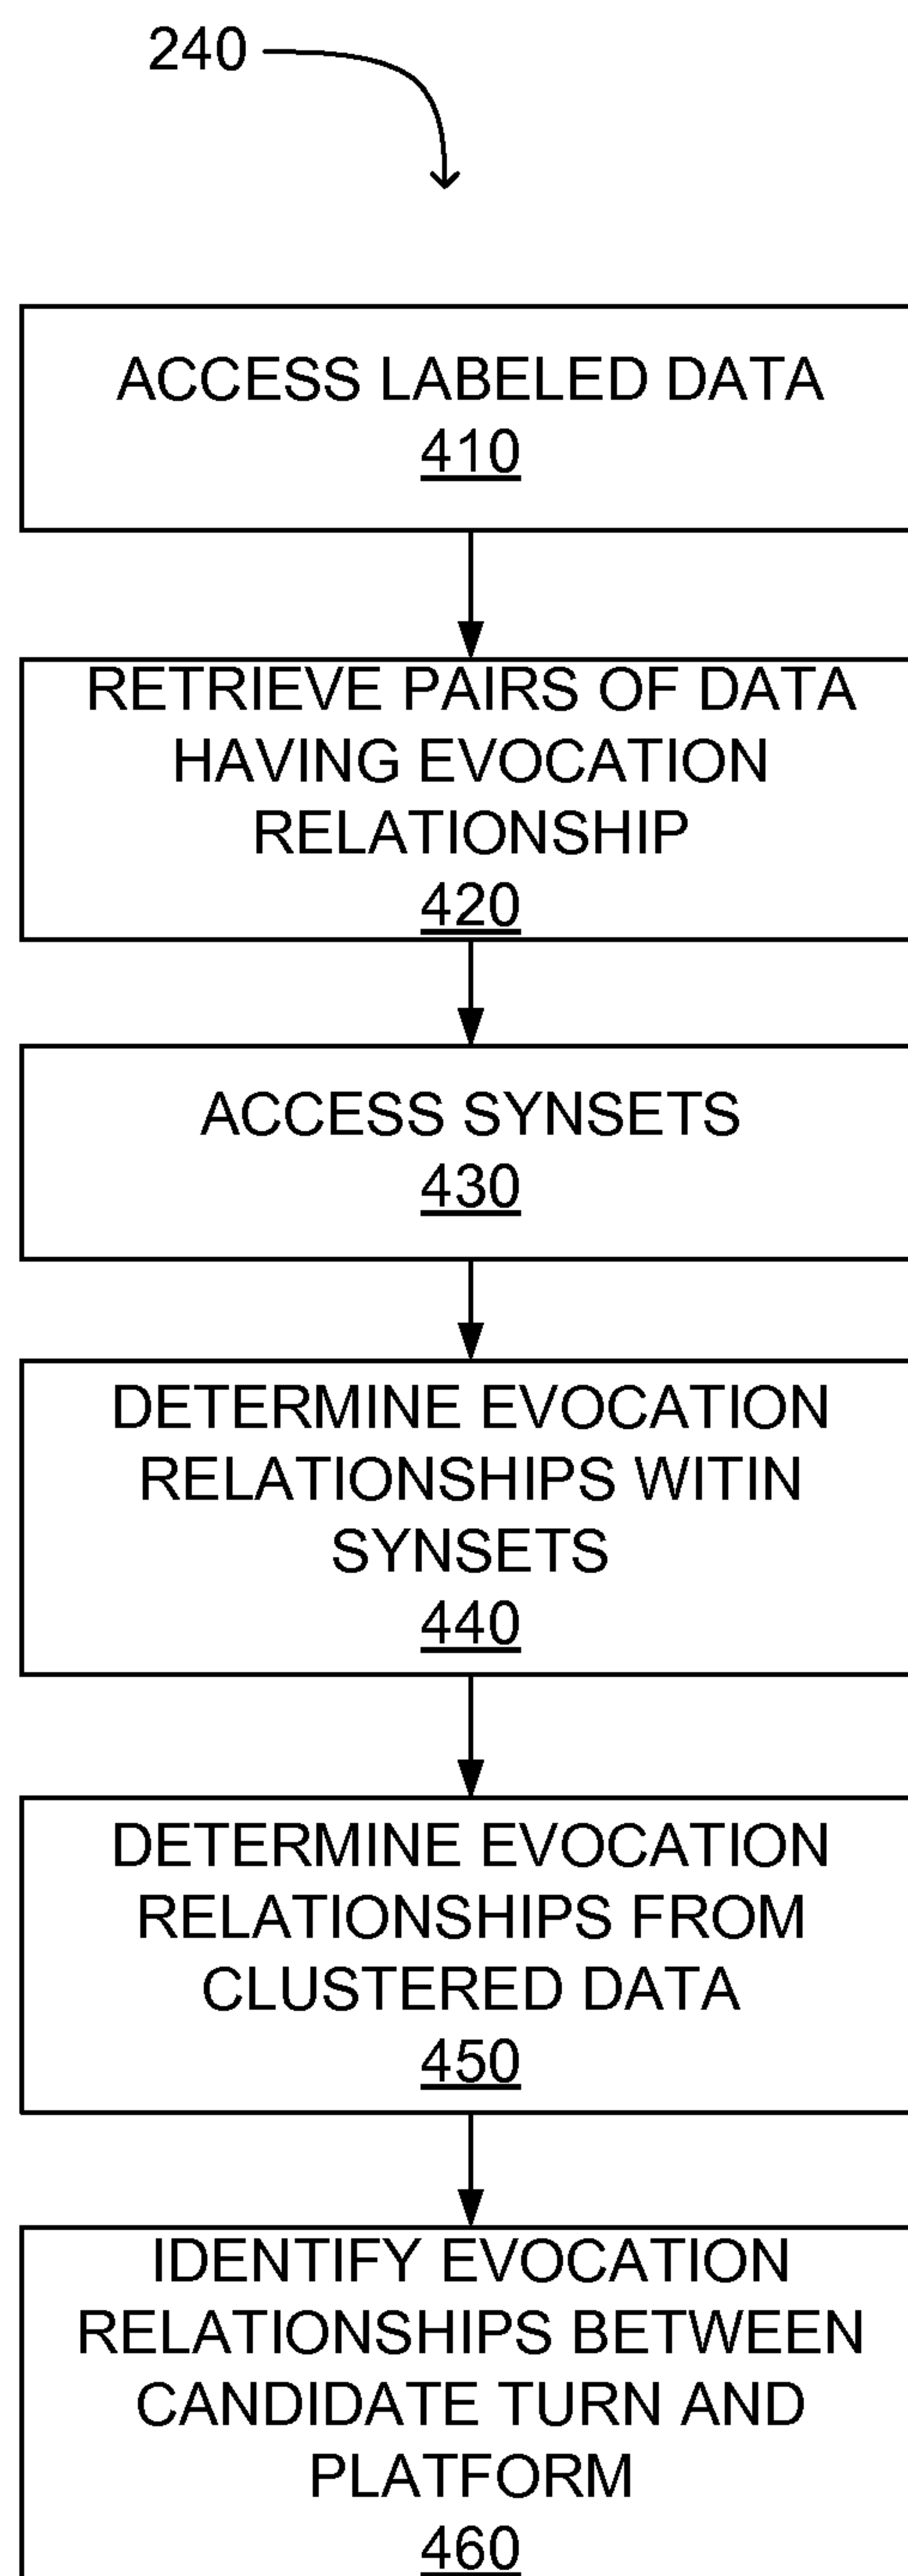 240
ACCESS LABELED DATA
410
RETRIEVE PAIRS OF DATA
HAVING EVOCATION
RELATIONSHIP
420
ACCESS SYNSETS
430
DETERMINE EVOCATION
RELATIONSHIPS WITIN
SYNSETS
440
DETERMINE EVOCATION
RELATIONSHIPS FROM
CLUSTERED DATA
450
IDENTIFY EVOCATION
RELATIONSHIPS BETWEEN
CANDIDATE TURN AND
PLATFORM
460